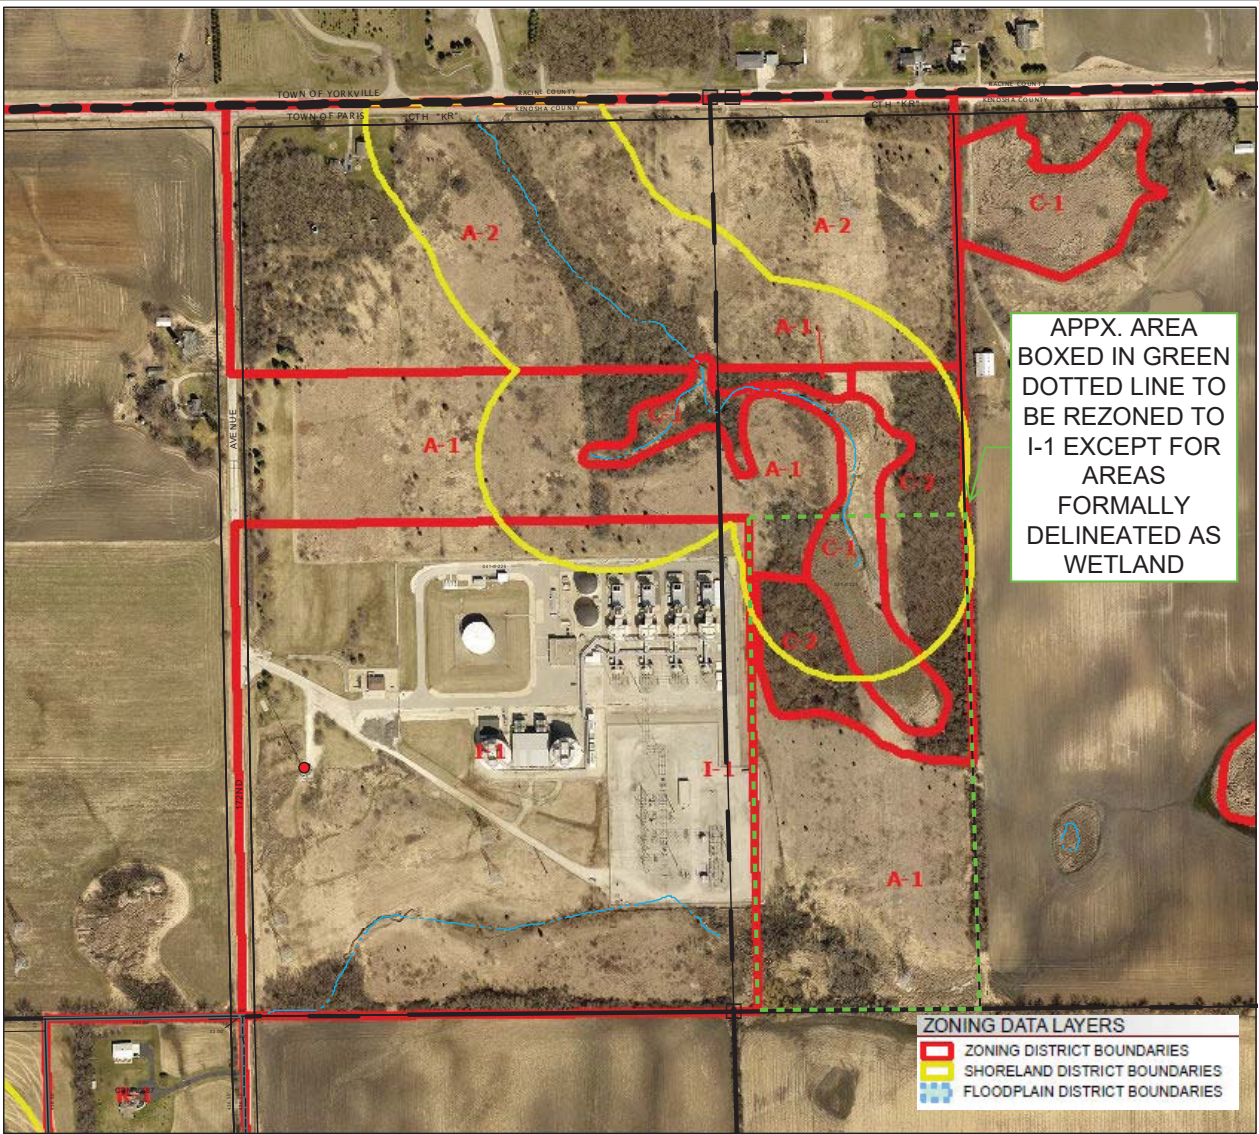 TOWN OF YORKVILLE
RACINE COUNTY
RACINE COUNTY
KENOSHA COUNTY
KENOSHA COUNTY
TOWN OF PARIS
CTH "KR"
CTH "KR"
C-1
A-2
A-2
A-1
APPX. AREA
BOXED IN GREEN
DOTTED LINE TO
BE REZONED TO
I-1 EXCEPT FOR
AREAS
FORMALLY
DELINEATED AS
WETLAND
AVENUE
A-1
A-1
C-2
C-1
C-2
I-1
I-1
172ND
A-1
ZONING DATA LAYERS
ZONING DISTRICT BOUNDARIES
SHORELAND DISTRICT BOUNDARIES
FLOODPLAIN DISTRICT BOUNDARIES